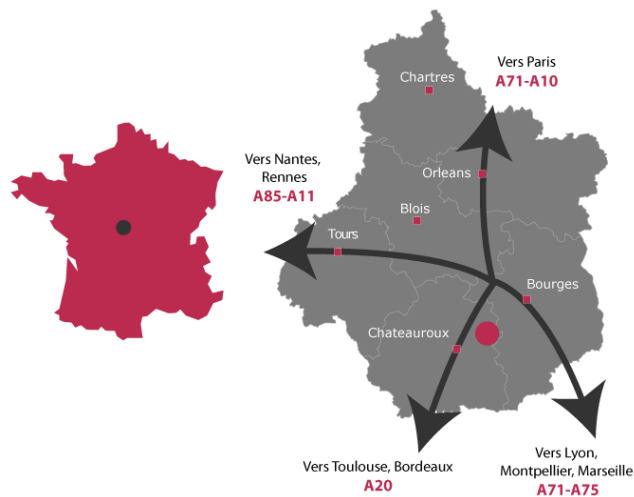 Vers Paris
A71-A10
Chartres
Vers Nantes,
Rennes
A85-A11
Orleans
Blois
Tours
Bourges
Chateauroux
Vers Toulouse, Bordeaux
A20
Vers Lyon,
Montpellier, Marseille
A71-A75